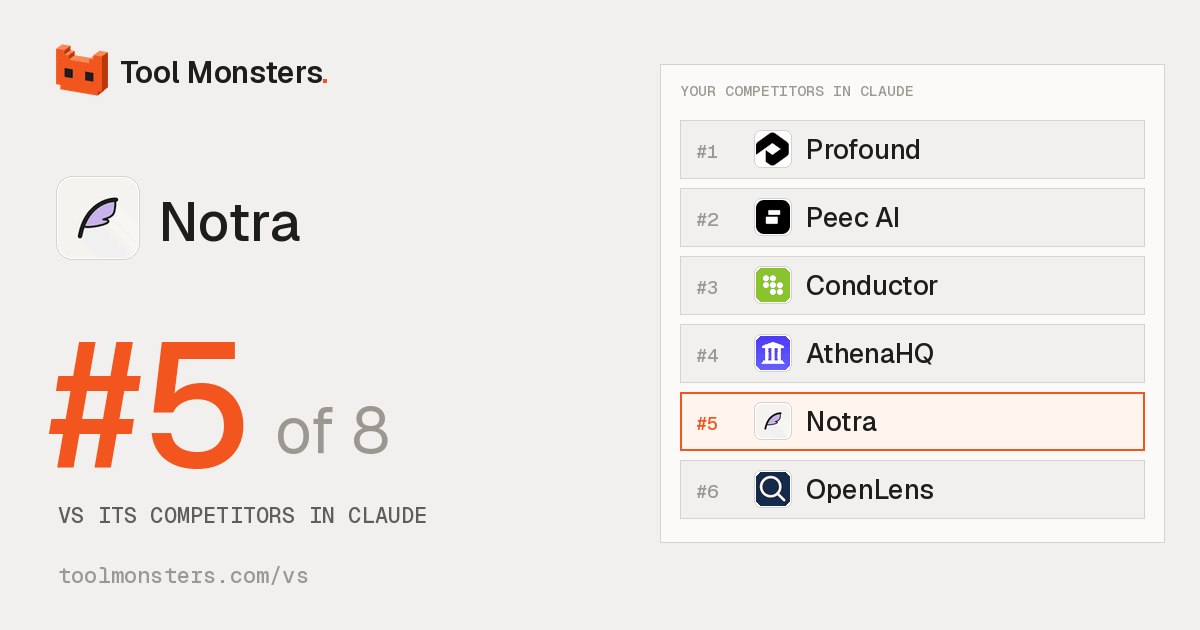 Tool Monsters.
Notra
#5 of 8
VS ITS COMPETITORS IN CLAUDE
toolmonsters.com/vs
YOUR COMPETITORS IN CLAUDE
#1 Profound
#2 Peec AI
#3 Conductor
#4 AthenaHQ
#5 Notra
#6 OpenLens